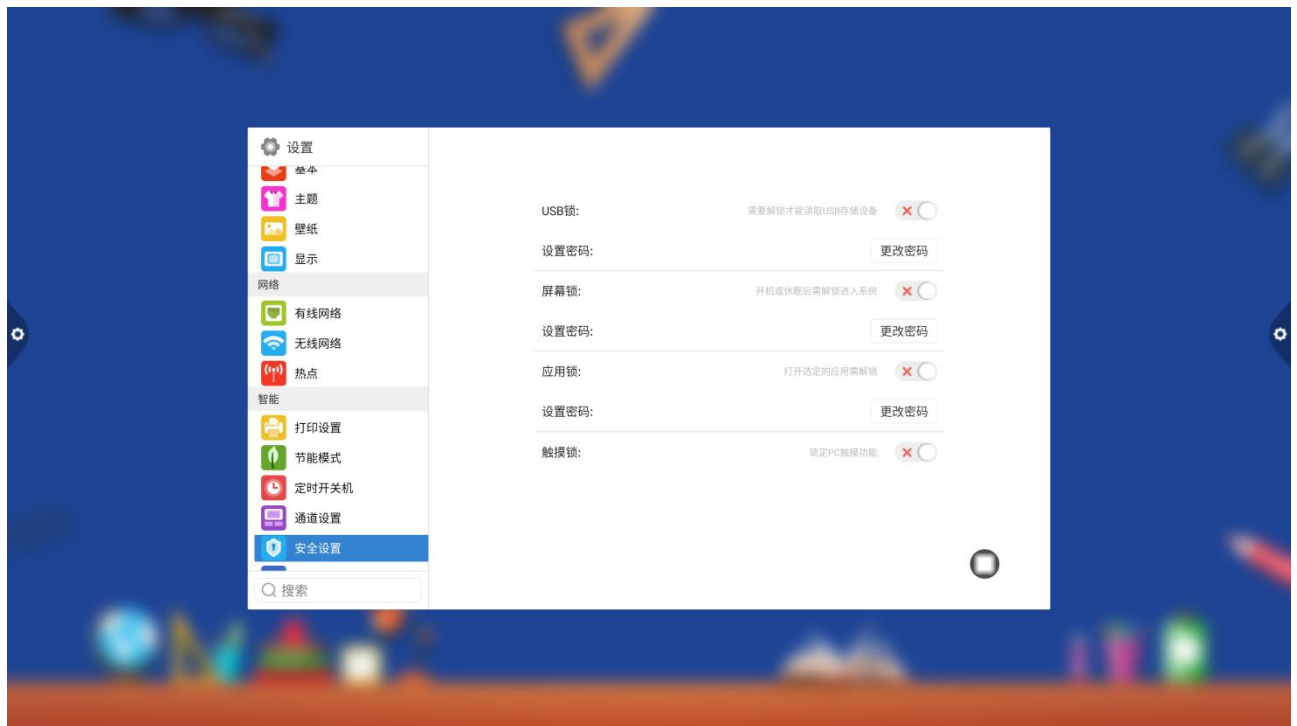 设置
基本
主题
壁纸
显示
网络
有线网络
无线网络
热点
智能
打印设置
节能模式
定时开关机
通道设置
安全设置
搜索
USB锁: 需要解锁才能读取USB存储设备
设置密码: 更改密码
屏幕锁: 开机或休眠后需解锁进入系统
设置密码: 更改密码
应用锁: 打开选定的应用需解锁
设置密码: 更改密码
触摸锁: 锁定PC触摸功能